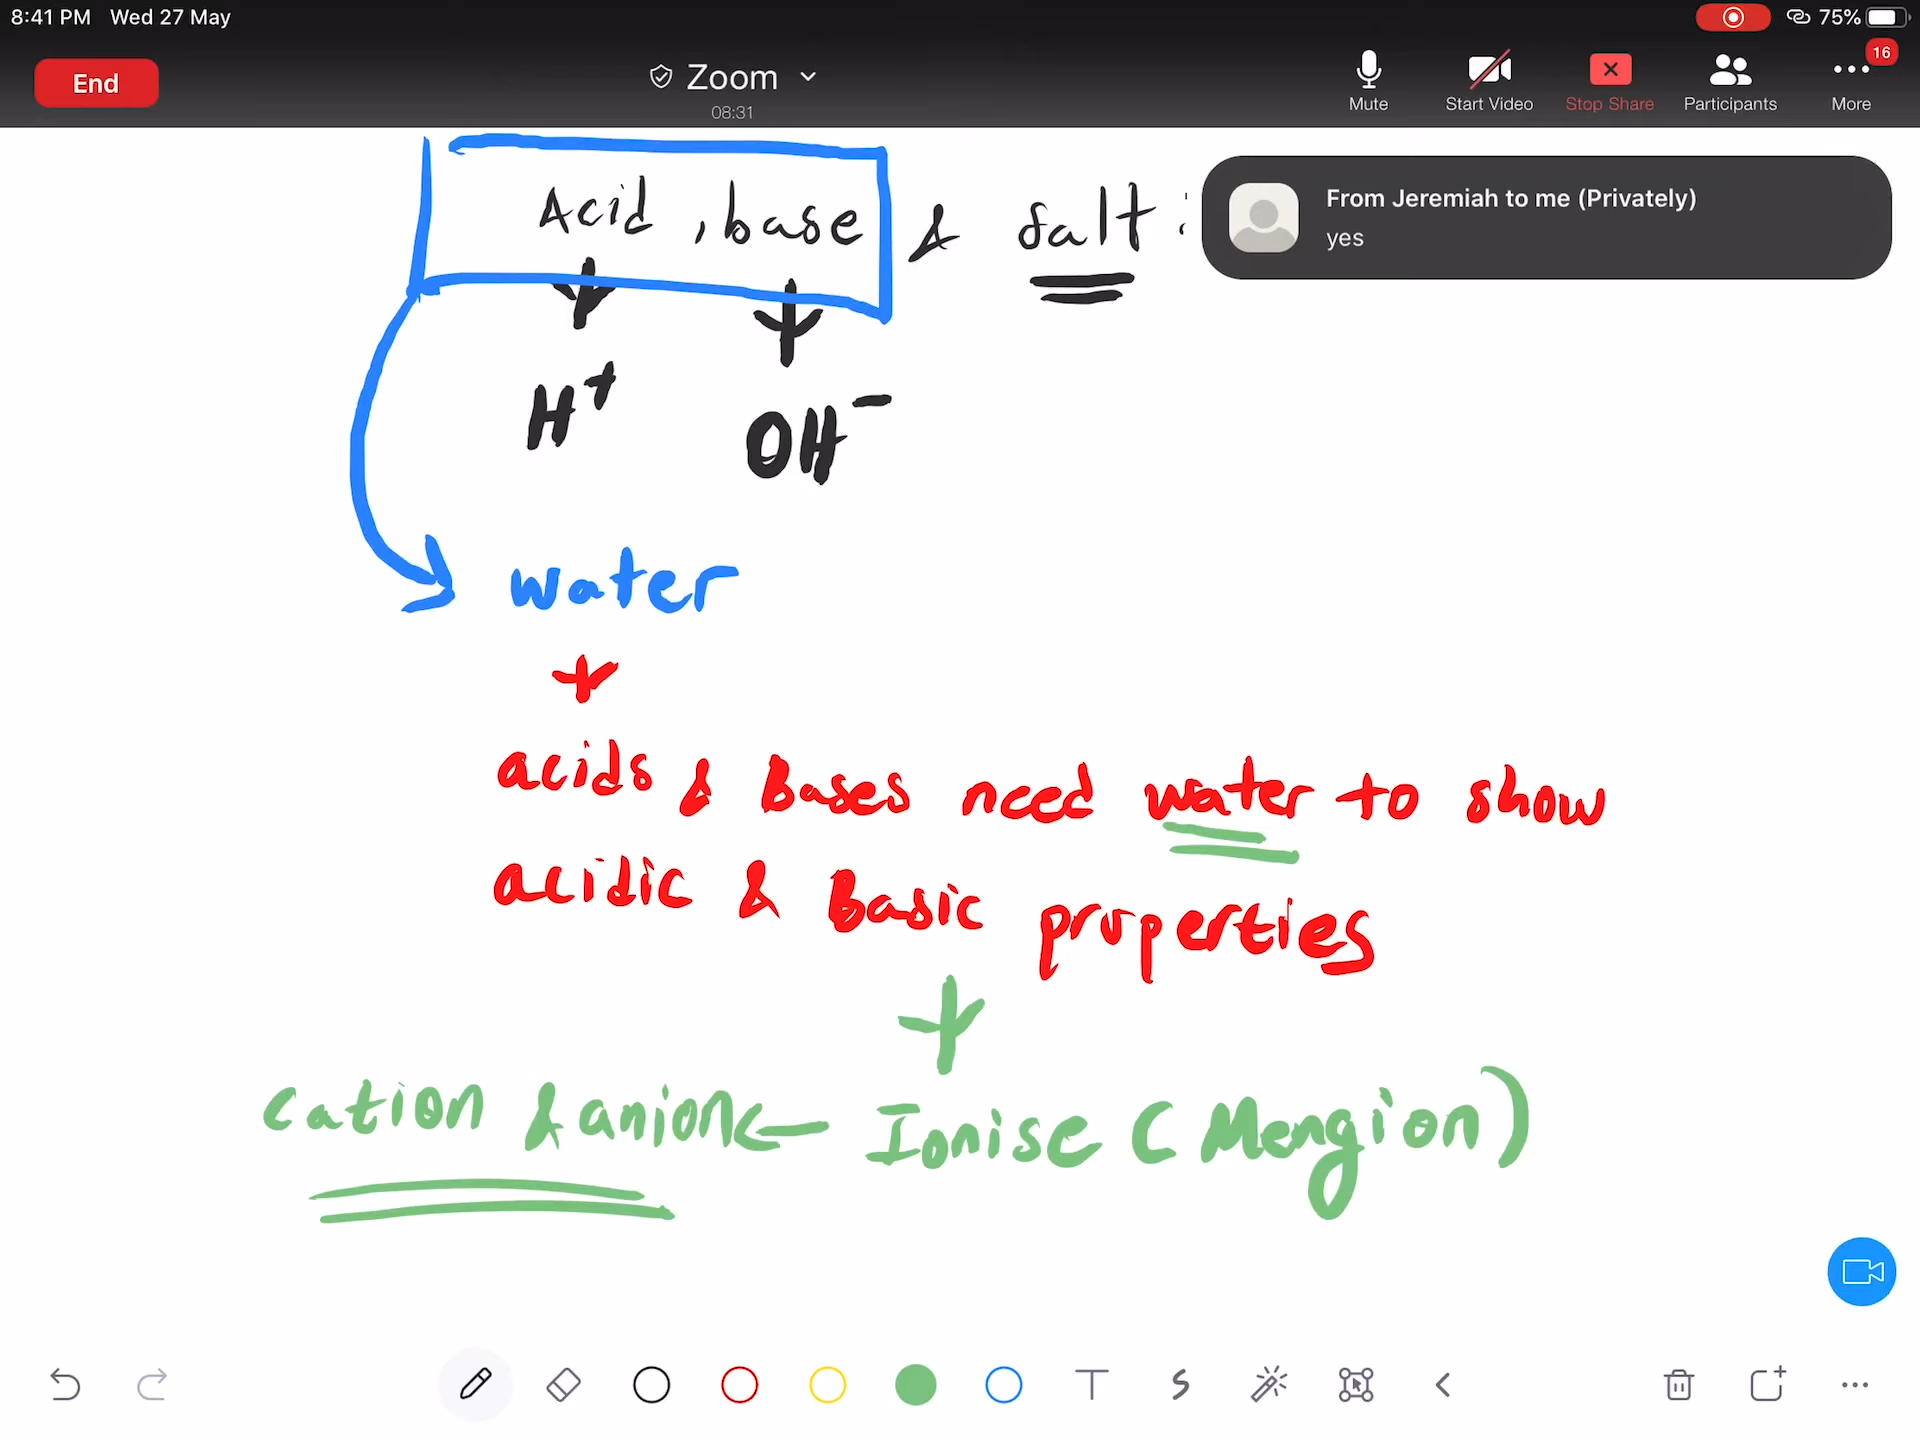 8:41 PM Wed 27 May
75%
End
Zoom
08:31
Mute
Start Video
Stop Share
Participants
16
More
From Jeremiah to me (Privately)
yes
Acid , base & salt :
H+
OH-
water
acids & Bases need water to show
acidic & Basic properties
cation & anion ← Ionise (Mengion)
T